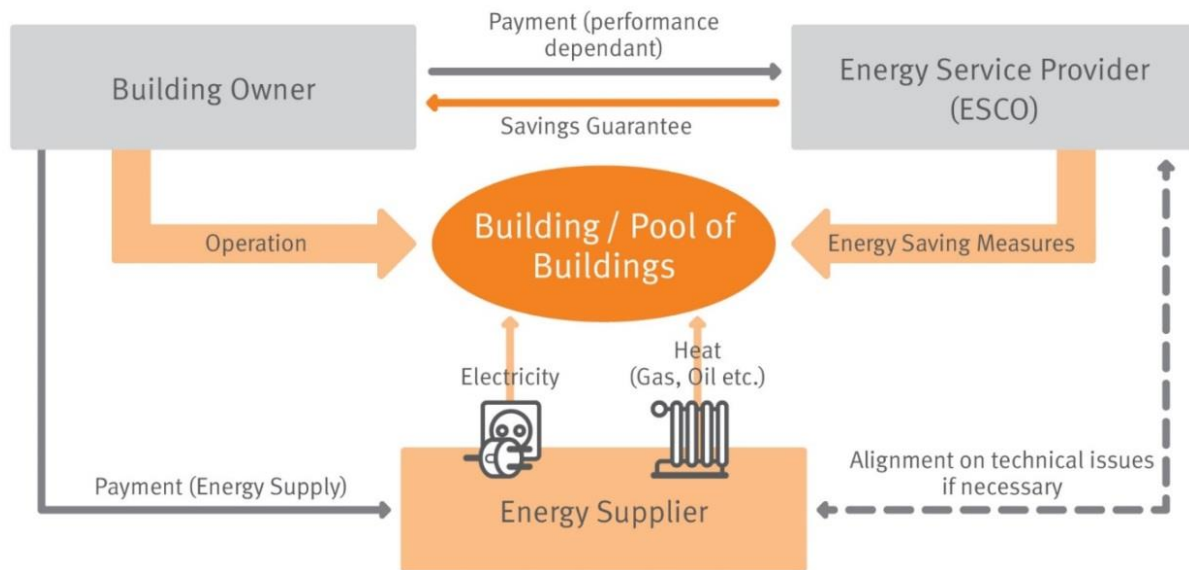 Payment (performance
dependant)
Building Owner
Energy Service Provider
(ESCO)
Savings Guarantee
Building / Pool of
Buildings
Operation
Energy Saving Measures
Electricity
Heat
(Gas, Oil etc.)
Payment (Energy Supply)
Energy Supplier
Alignment on technical issues
if necessary